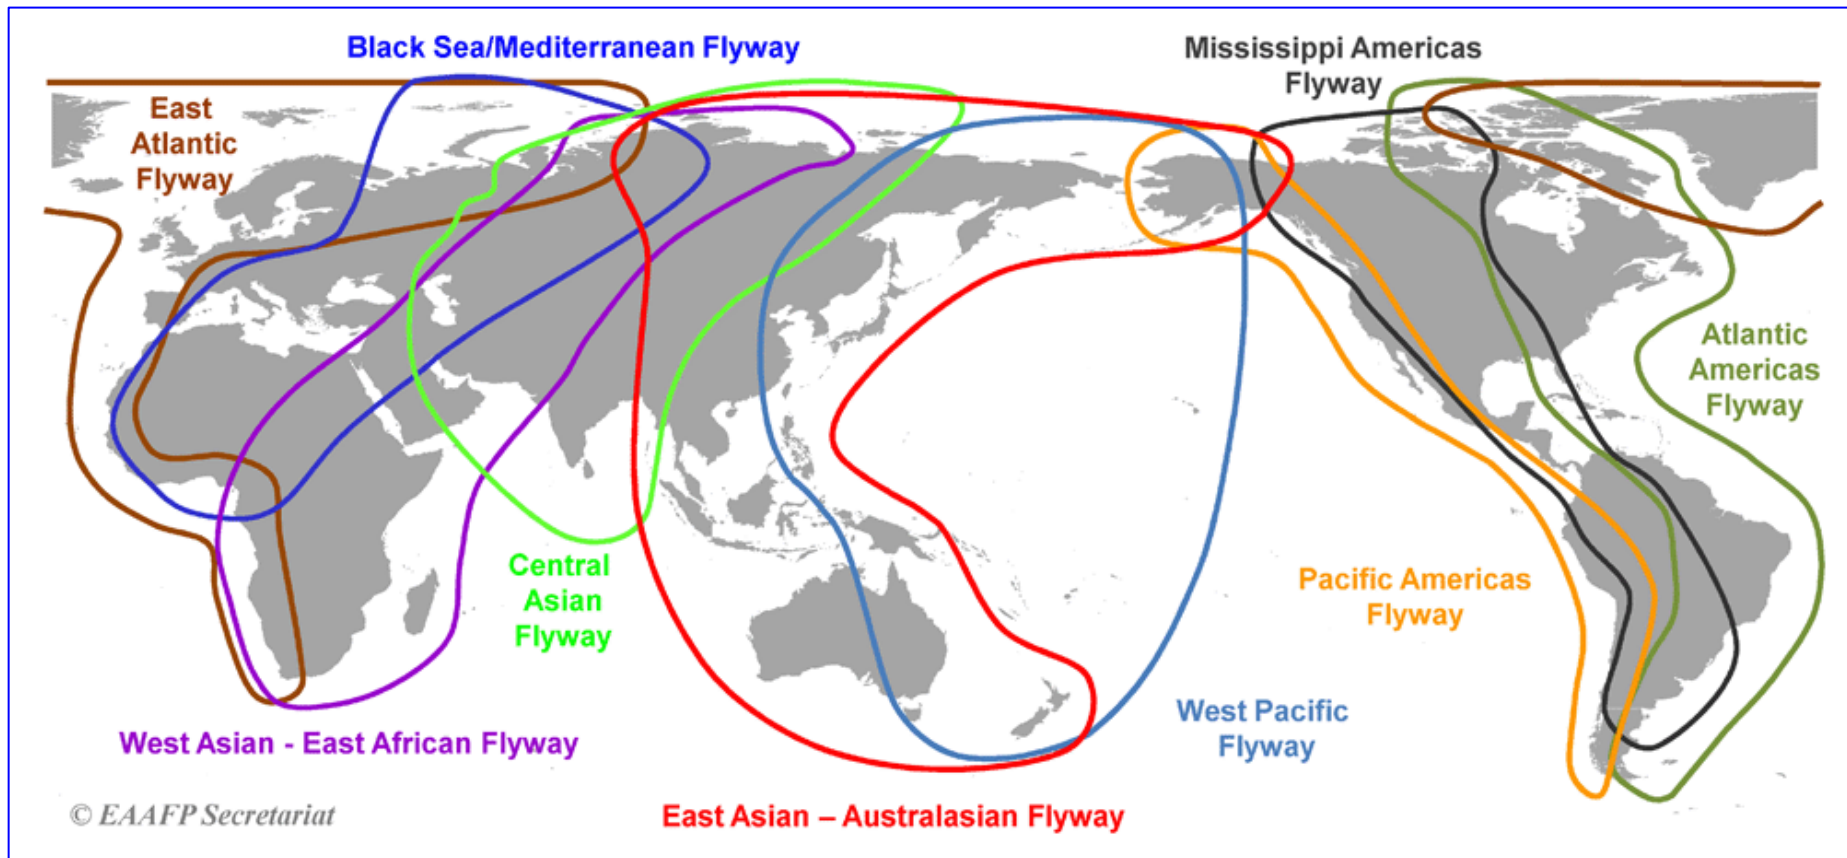 Black Sea/Mediterranean Flyway
Mississippi Americas
Flyway
East
Atlantic
Flyway
Atlantic
Americas
Flyway
Central
Asian
Flyway
Pacific Americas
Flyway
West Pacific
Flyway
West Asian - East African Flyway
East Asian – Australasian Flyway
© EAAFP Secretariat